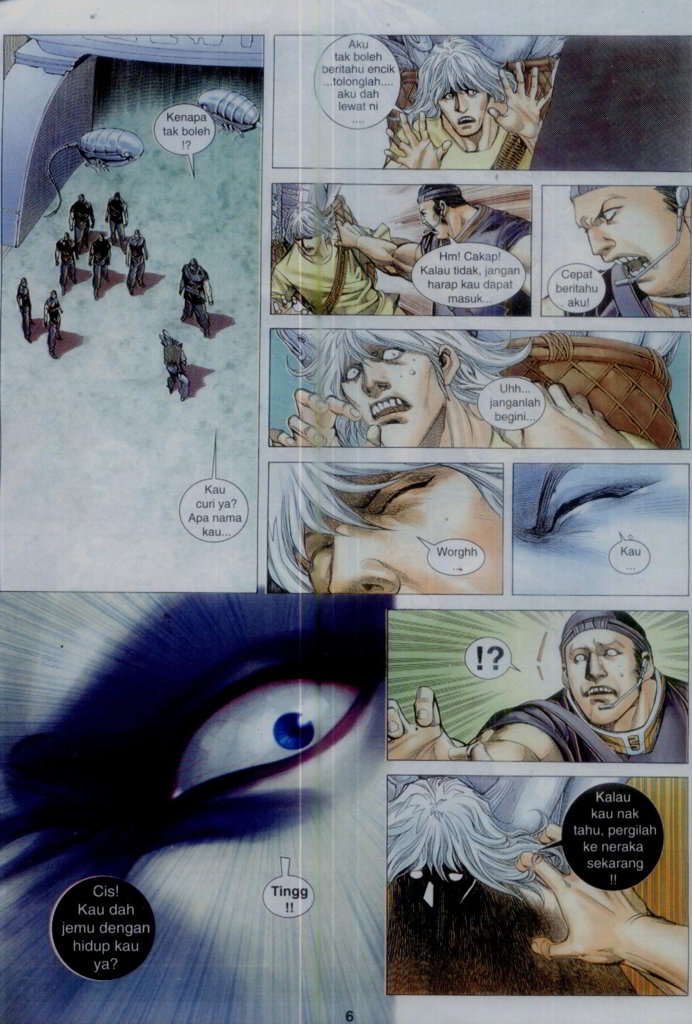 Kenapa
tak boleh
!?
Kau
curi ya?
Apa nama
kau...
Aku
tak boleh
beritahu encik
...tolonglah....
aku dah
lewat ni
....
Hm! Cakap!
Kalau tidak, jangan
harap kau dapat
masuk...
Cepat
beritahu
aku!
Uhh...
janganlah
begini...
Worghh
...
Kau
...
Cis!
Kau dah
jemu dengan
hidup kau
ya?
Tingg
!!
!?
Kalau
kau nak
tahu, pergilah
ke neraka
sekarang
!!
6